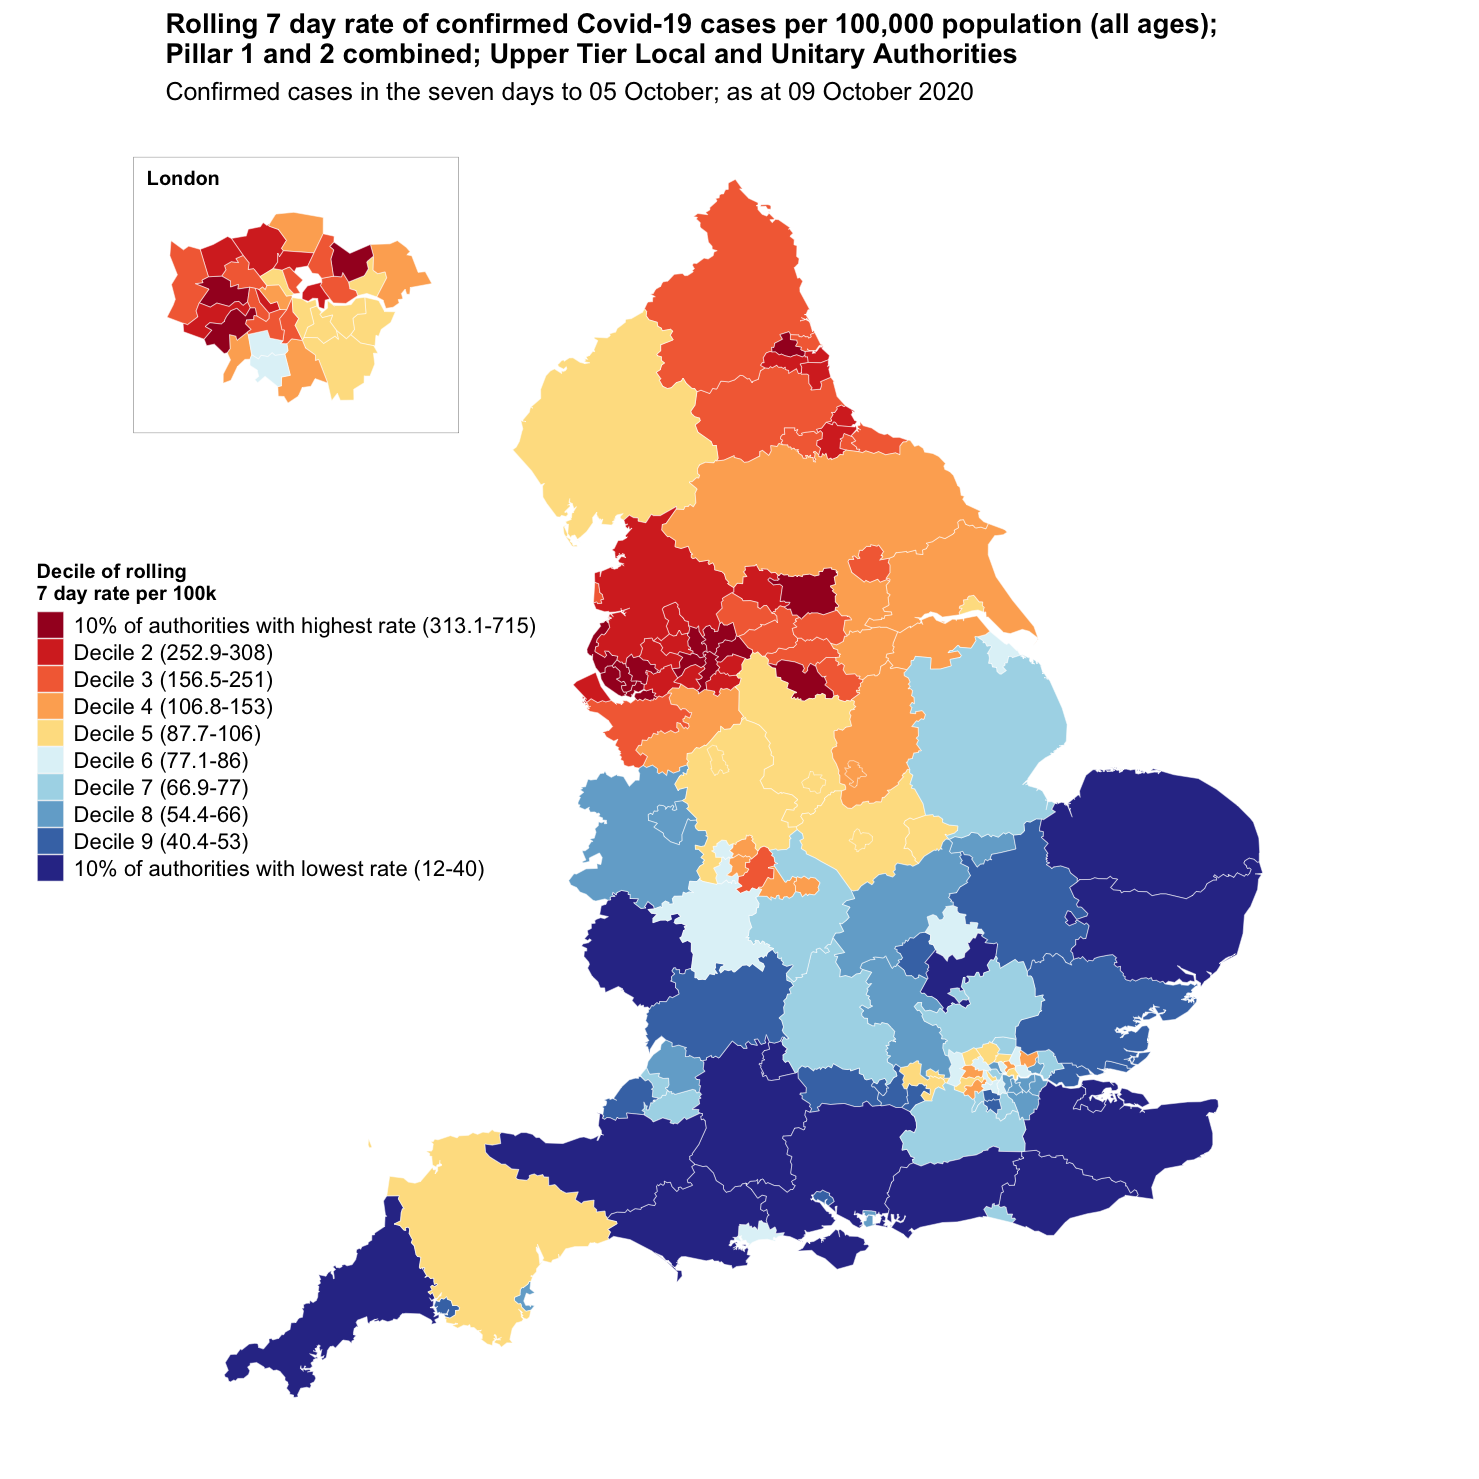 Rolling 7 day rate of confirmed Covid-19 cases per 100,000 population (all ages);
Pillar 1 and 2 combined; Upper Tier Local and Unitary Authorities
Confirmed cases in the seven days to 05 October; as at 09 October 2020
London
Decile of rolling
7 day rate per 100k
10% of authorities with highest rate (313.1-715)
Decile 2 (252.9-308)
Decile 3 (156.5-251)
Decile 4 (106.8-153)
Decile 5 (87.7-106)
Decile 6 (77.1-86)
Decile 7 (66.9-77)
Decile 8 (54.4-66)
Decile 9 (40.4-53)
10% of authorities with lowest rate (12-40)